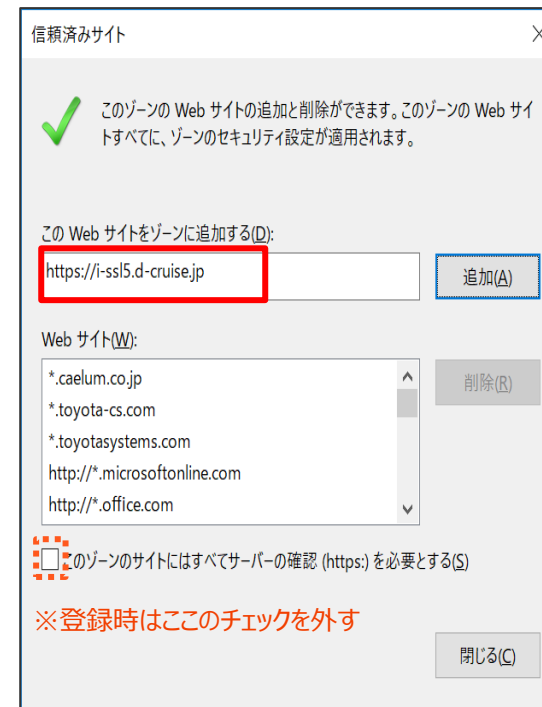 信頼済みサイト
このゾーンの Web サイトの追加と削除ができます。このゾーンの Web サイ
トすべてに、ゾーンのセキュリティ設定が適用されます。
この Web サイトをゾーンに追加する(D):
https://i-ssl5.d-cruise.jp
追加(A)
Web サイト(W):
*.caelum.co.jp
削除(R)
*.toyota-cs.com
*.toyotasystems.com
http://*.microsoftonline.com
http://*.office.com
このゾーンのサイトにはすべてサーバーの確認 (https:) を必要とする(S)
※登録時はここのチェックを外す
閉じる(C)